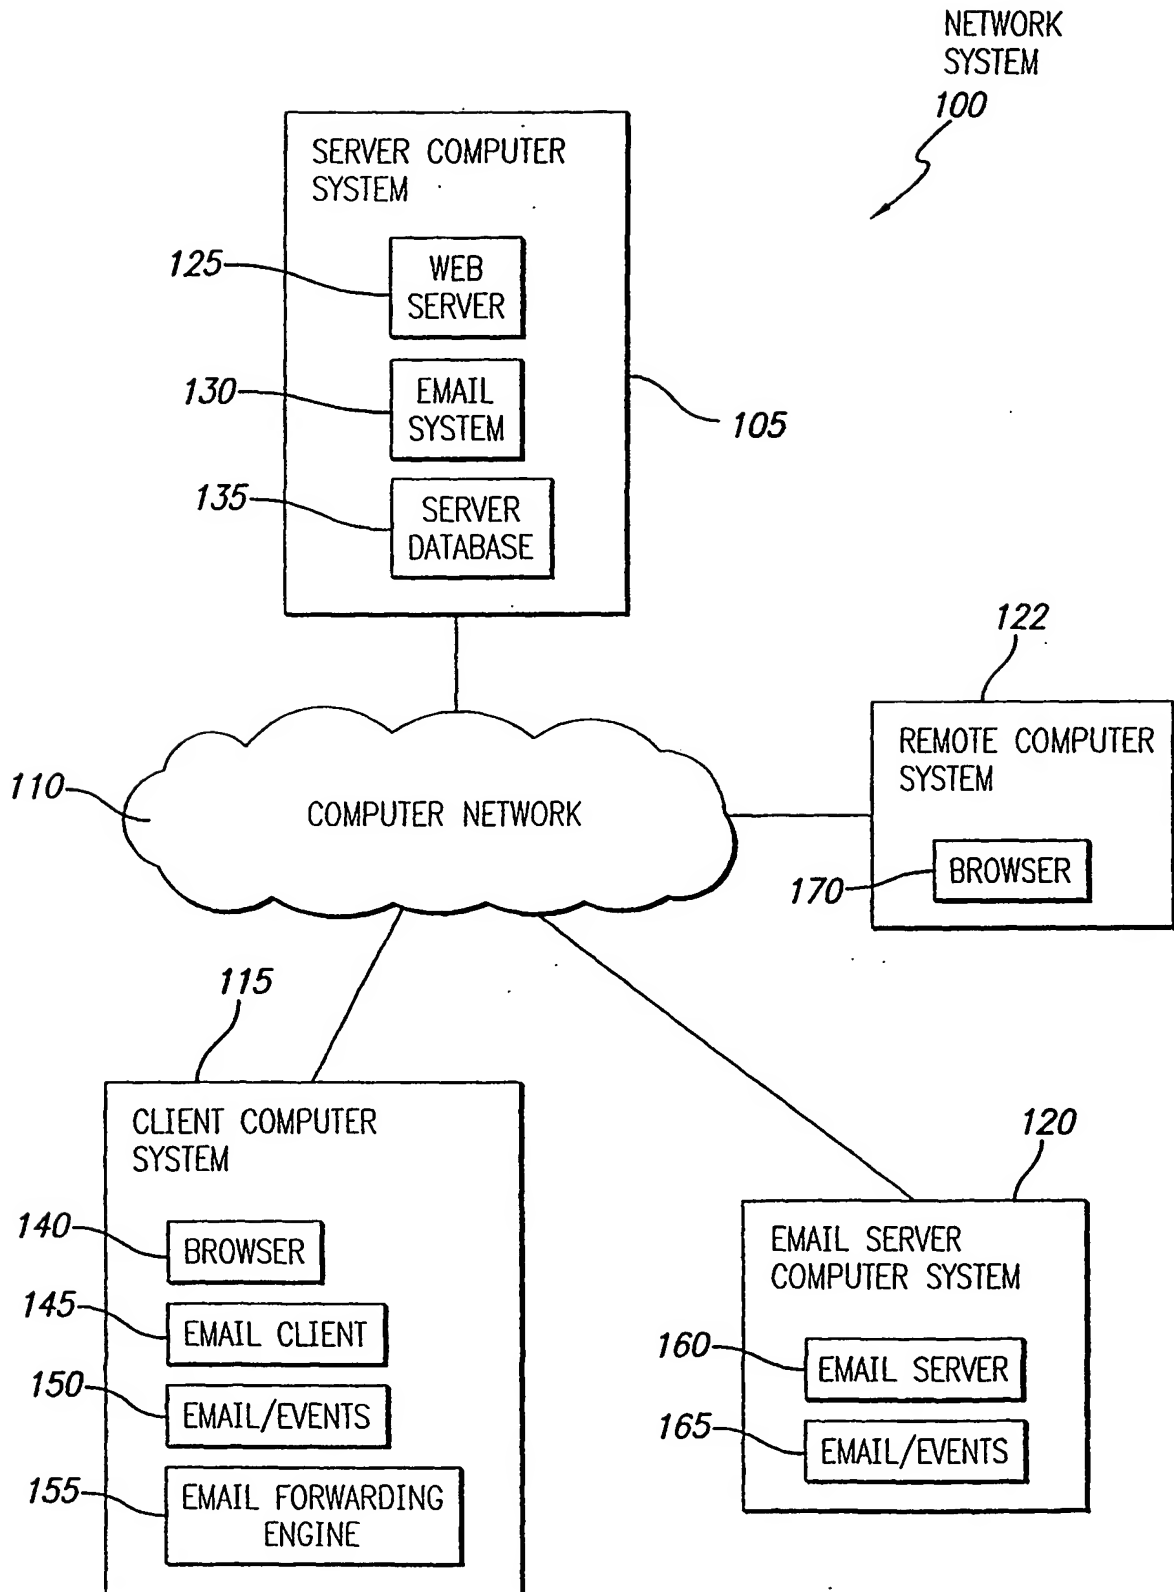 NETWORK
SYSTEM
100
SERVER COMPUTER
SYSTEM
125
WEB
SERVER
130
EMAIL
SYSTEM
105
135
SERVER
DATABASE
122
REMOTE COMPUTER
SYSTEM
110
COMPUTER NETWORK
170
BROWSER
115
CLIENT COMPUTER
SYSTEM
120
140
BROWSER
EMAIL SERVER
COMPUTER SYSTEM
145
EMAIL CLIENT
160
EMAIL SERVER
150
EMAIL/EVENTS
165
EMAIL/EVENTS
155
EMAIL FORWARDING
ENGINE